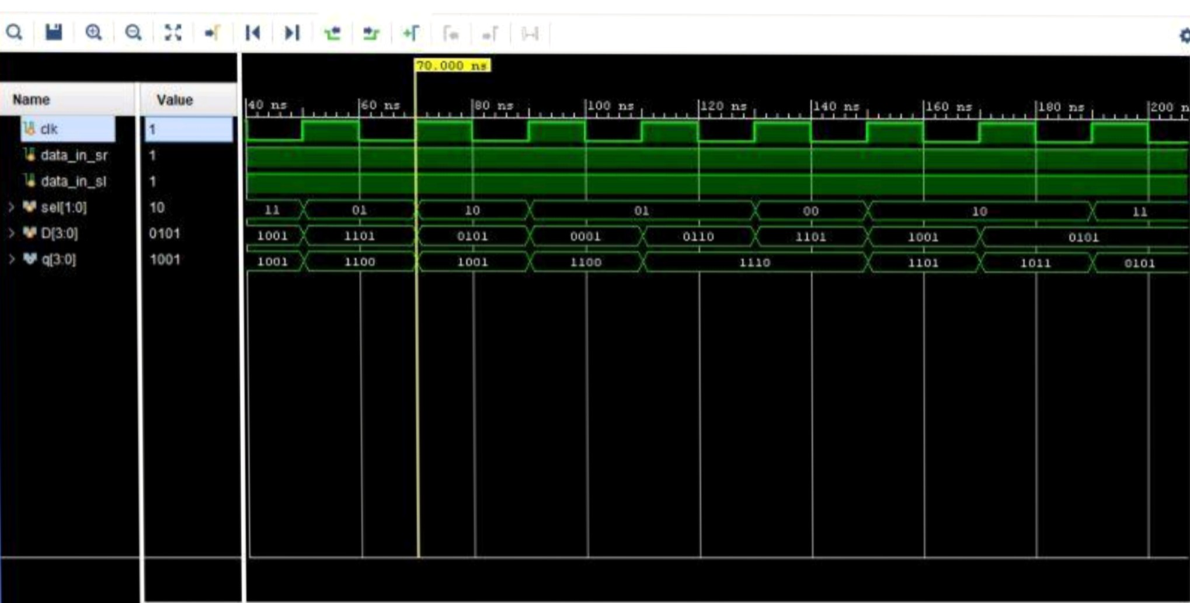 70.000 ns
Name Value
40 ns 60 ns 80 ns 100 ns 120 ns 140 ns 160 ns 180 ns 200 n
clk 1
data_in_sr 1
data_in_sl 1
sel[1:0] 10 11 01 10 01 00 10 11
D[3:0] 0101 1001 1101 0101 0001 0110 1101 1001 0101
q[3:0] 1001 1001 1100 1001 1100 1110 1101 1011 0101